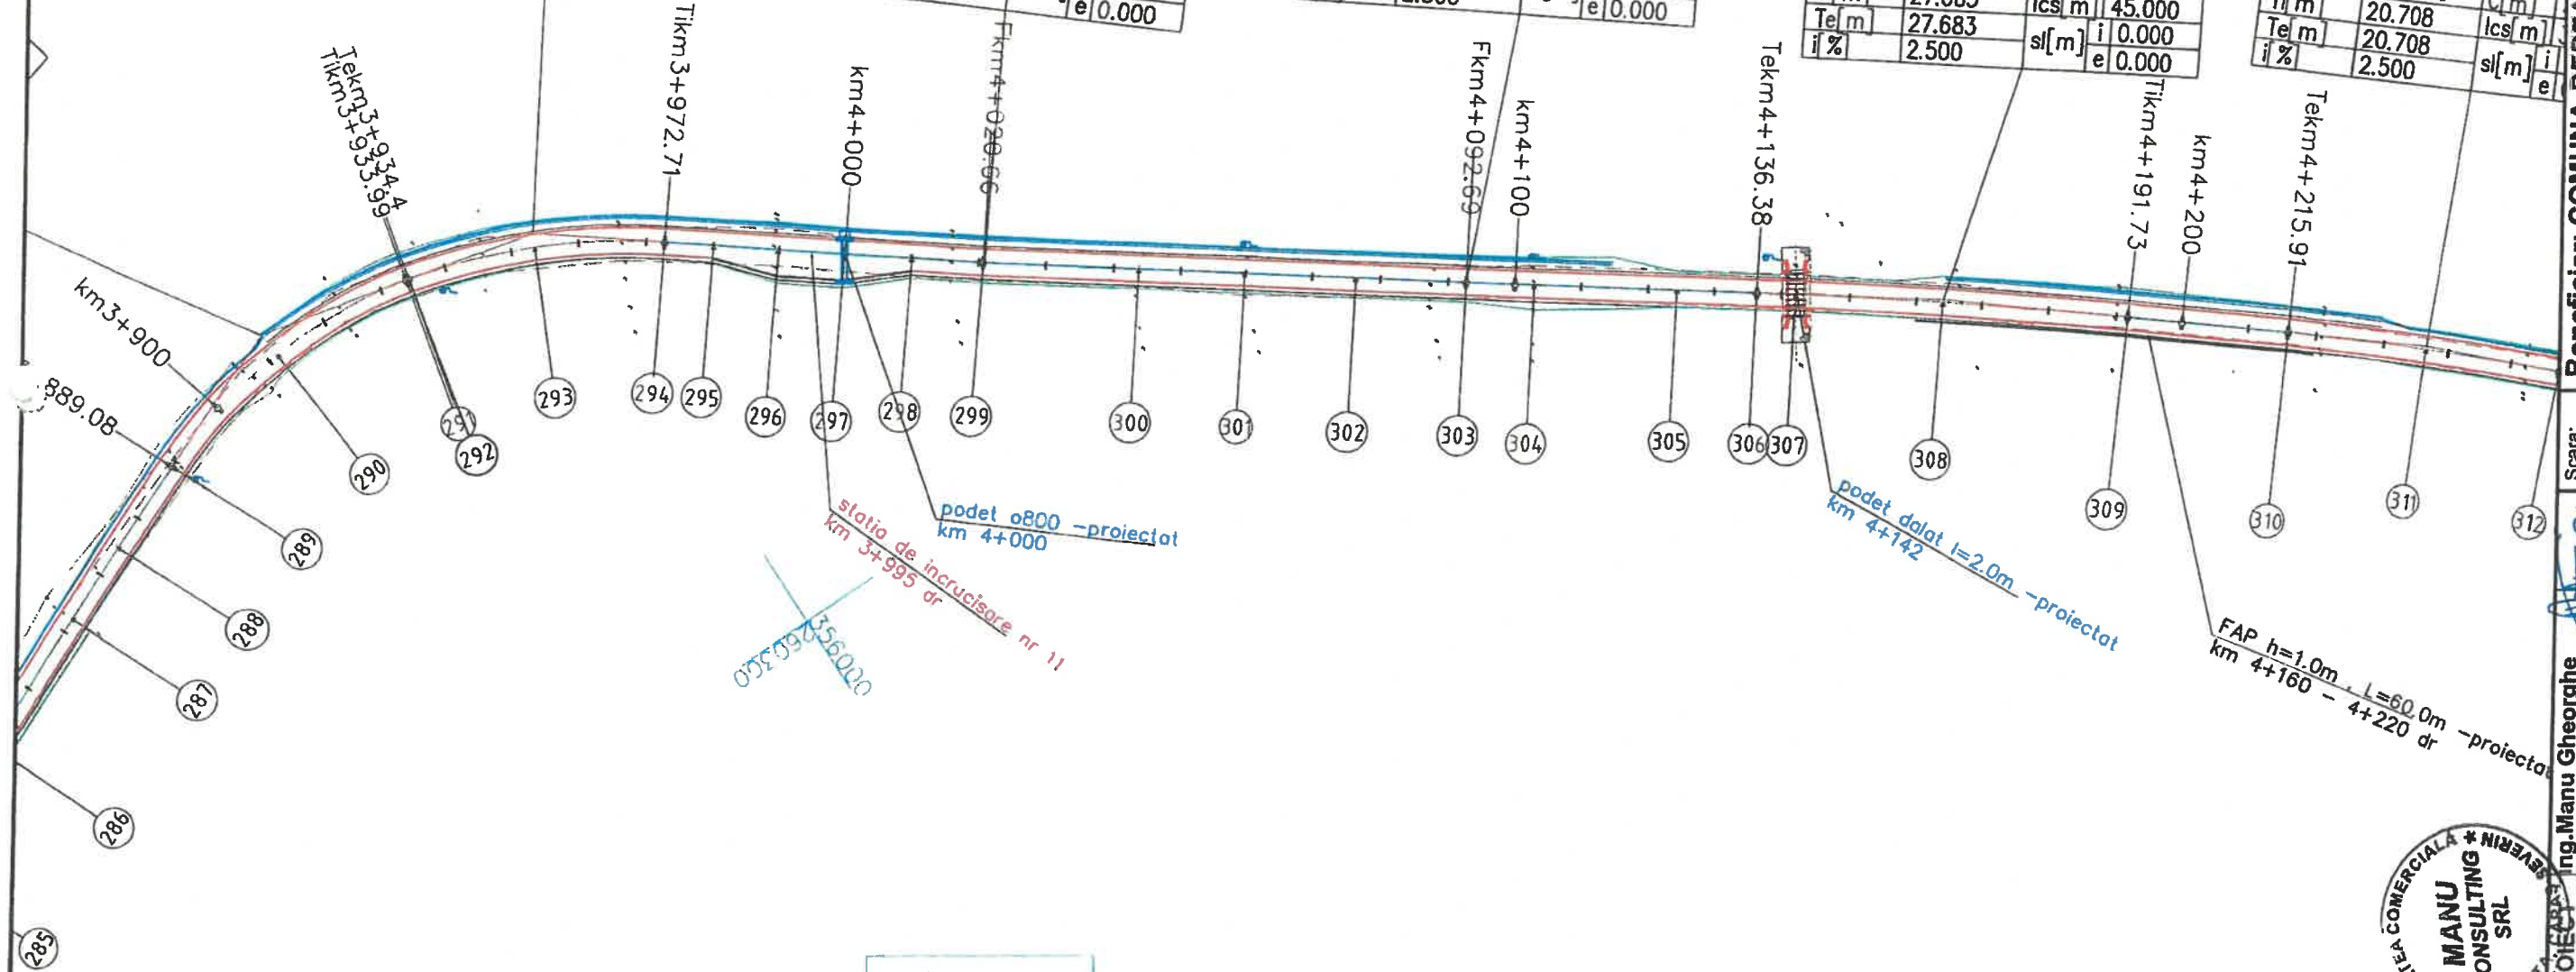 e 0.000
e 0.000
lcs[m] 45.000
Te[m] 27.683 sl[m] i 0.000
i[%] 2.500 e 0.000
20.708
Te[m] 20.708 lcs[m]
i[%] 2.500 sl[m] i
e
Tekm3+934.4
Tikm3+933.99
Tikm3+972.71
km4+000
Fkm4+020.66
Fkm4+092.69
km4+100
Tekm4+136.38
Tikm4+191.73
km4+200
Tekm4+215.91
km3+900
889.08
285
286
287
288
289
290
291
292
293
294
295
296
297
298
299
300
301
302
303
304
305
306
307
308
309
310
311
312
statia de incrucisare nr 11
km 3+995 dr
podet o800 -proiectat
km 4+000
podet dalat l=2.0m -proiectat
km 4+142
FAP h=1.0m , L=60.0m -proiectat
km 4+160 - 4+220 dr
356000
Scara:
Ing.Manu Gheorghe
COMERCIALA * SEVERIN
MANU
ONSULTING
SRL